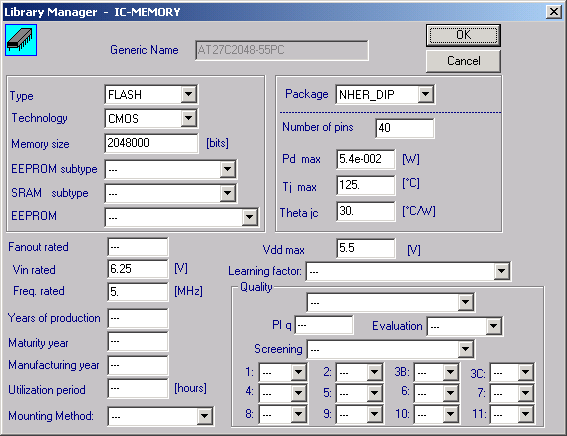 Library Manager - IC-MEMORY
Generic Name AT27C2048-55PC
OK
Cancel
Type FLASH
Technology CMOS
Memory size 2048000 [bits]
EEPROM subtype ---
SRAM subtype ---
EEPROM ---
Package NHER_DIP
Number of pins 40
Pd max 5.4e-002 [W]
Tj max 125. [°C]
Theta jc 30. [°C/W]
Fanout rated ---
Vin rated 6.25 [V]
Freq. rated 5. [MHz]
Years of production ---
Maturity year ---
Manufacturing year ---
Utilization period --- [hours]
Mounting Method: ---
Vdd max 5.5 [V]
Learning factor: ---
Quality
---
PI q --- Evaluation ---
Screening ---
1: --- 2: --- 3B: --- 3C: ---
4: --- 5: --- 6: --- 7: ---
8: --- 9: --- 10: --- 11: ---